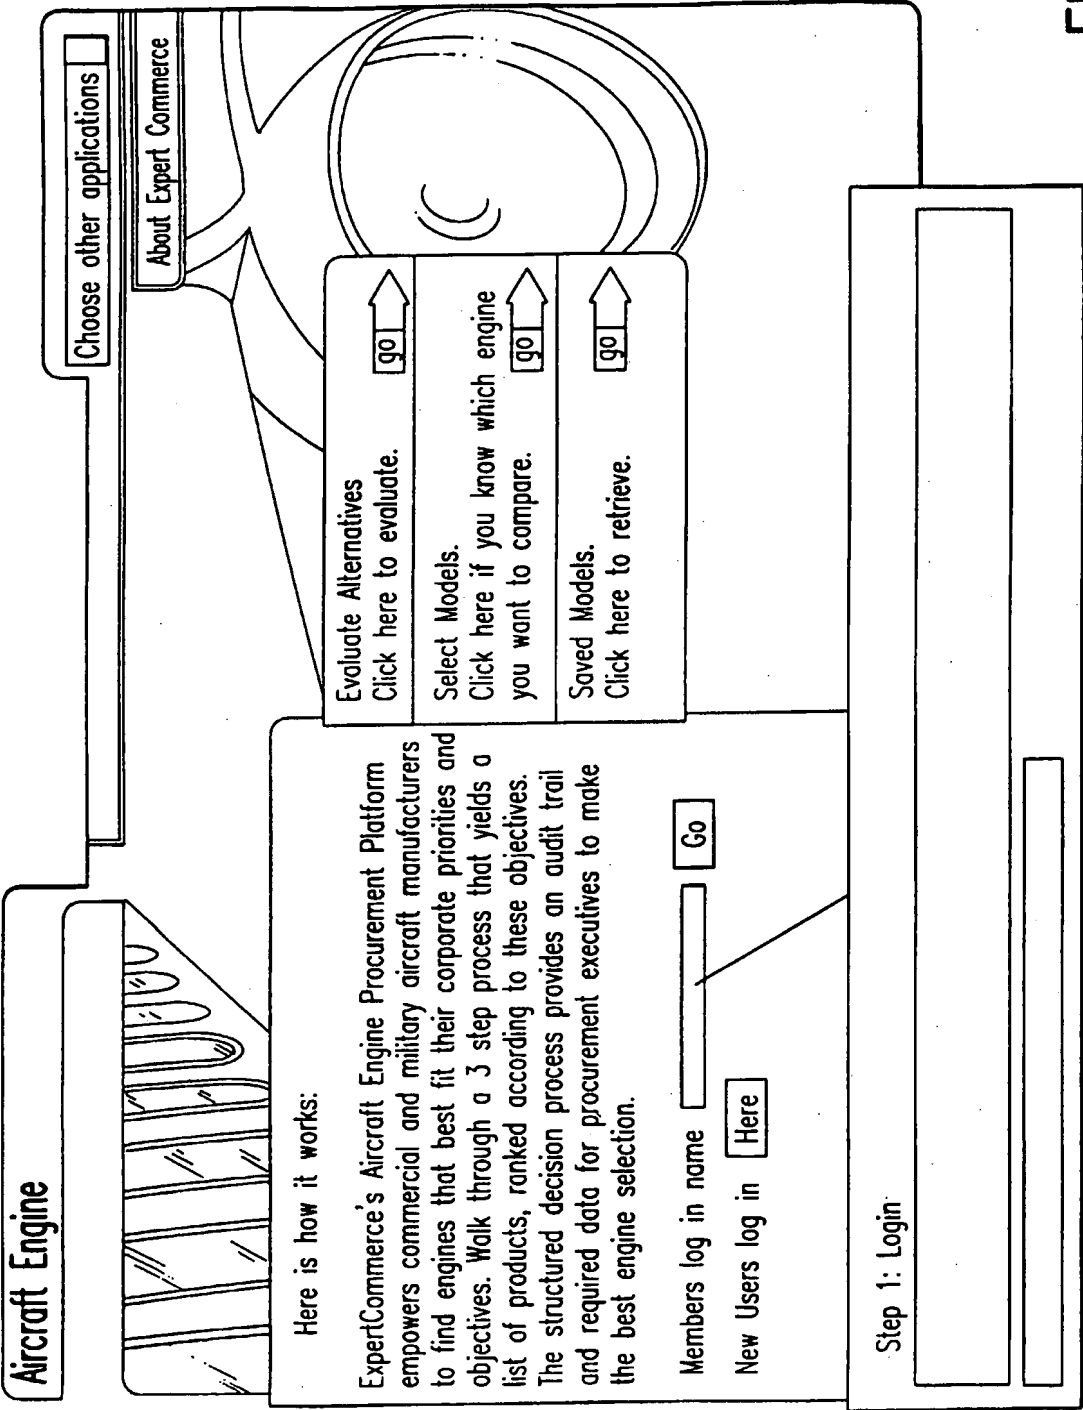 Aircraft Engine
Choose other applications
About Expert Commerce
Here is how it works:
ExpertCommerce's Aircraft Engine Procurement Platform
empowers commercial and military aircraft manufacturers
to find engines that best fit their corporate priorities and
objectives. Walk through a 3 step process that yields a
list of products, ranked according to these objectives.
The structured decision process provides an audit trail
and required data for procurement executives to make
the best engine selection.
Members log in name
Go
New Users log in
Here
Evaluate Alternatives
Click here to evaluate.
go
Select Models.
Click here if you know which engine
you want to compare.
go
Saved Models.
Click here to retrieve.
go
Step 1: Login